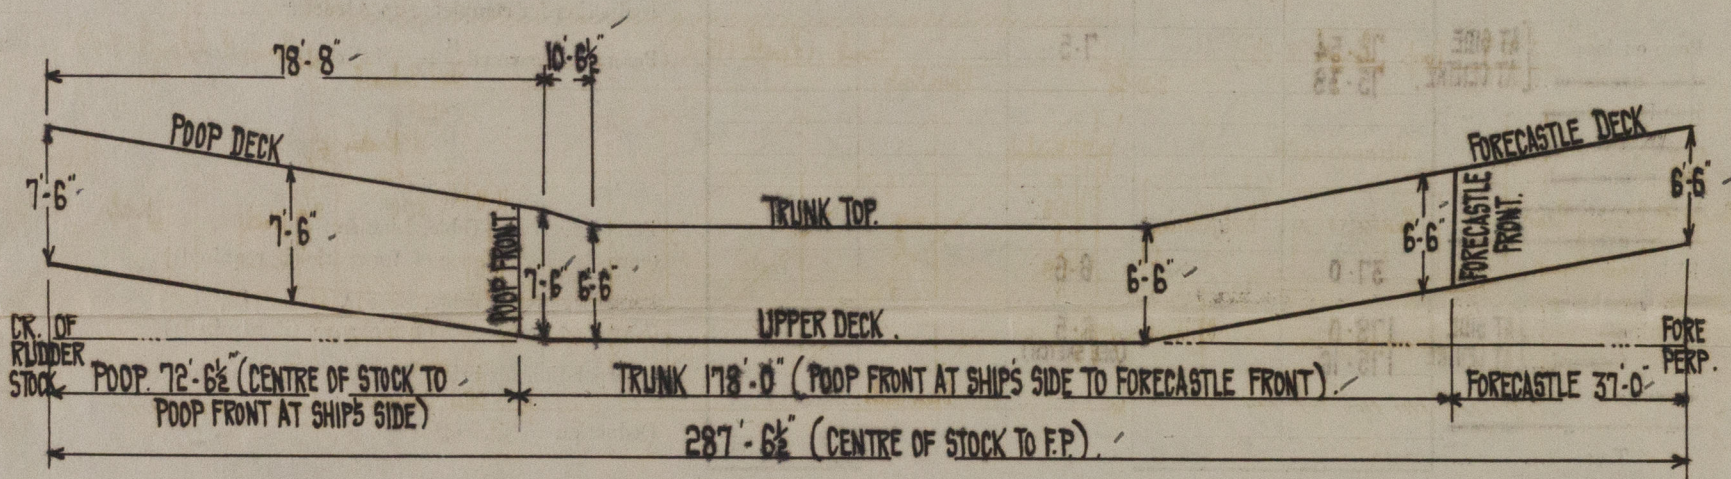 78'-8"
10'-6½"
POOP DECK
FORECASTLE DECK
7'-6"
7'-6"
POOP FRONT.
7'-6"
6'-6"
TRUNK TOP.
6'-6"
6'-6"
FORECASTLE
FRONT.
6'-6"
UPPER DECK.
CR. OF
RUDDER
STOCK
FORE
PERP.
POOP. 72'-6½" (CENTRE OF STOCK TO
POOP FRONT AT SHIP'S SIDE)
TRUNK 178'-0" (POOP FRONT AT SHIP'S SIDE TO FORECASTLE FRONT)
FORECASTLE 37'-0"
287'-6½" (CENTRE OF STOCK TO F.P.)